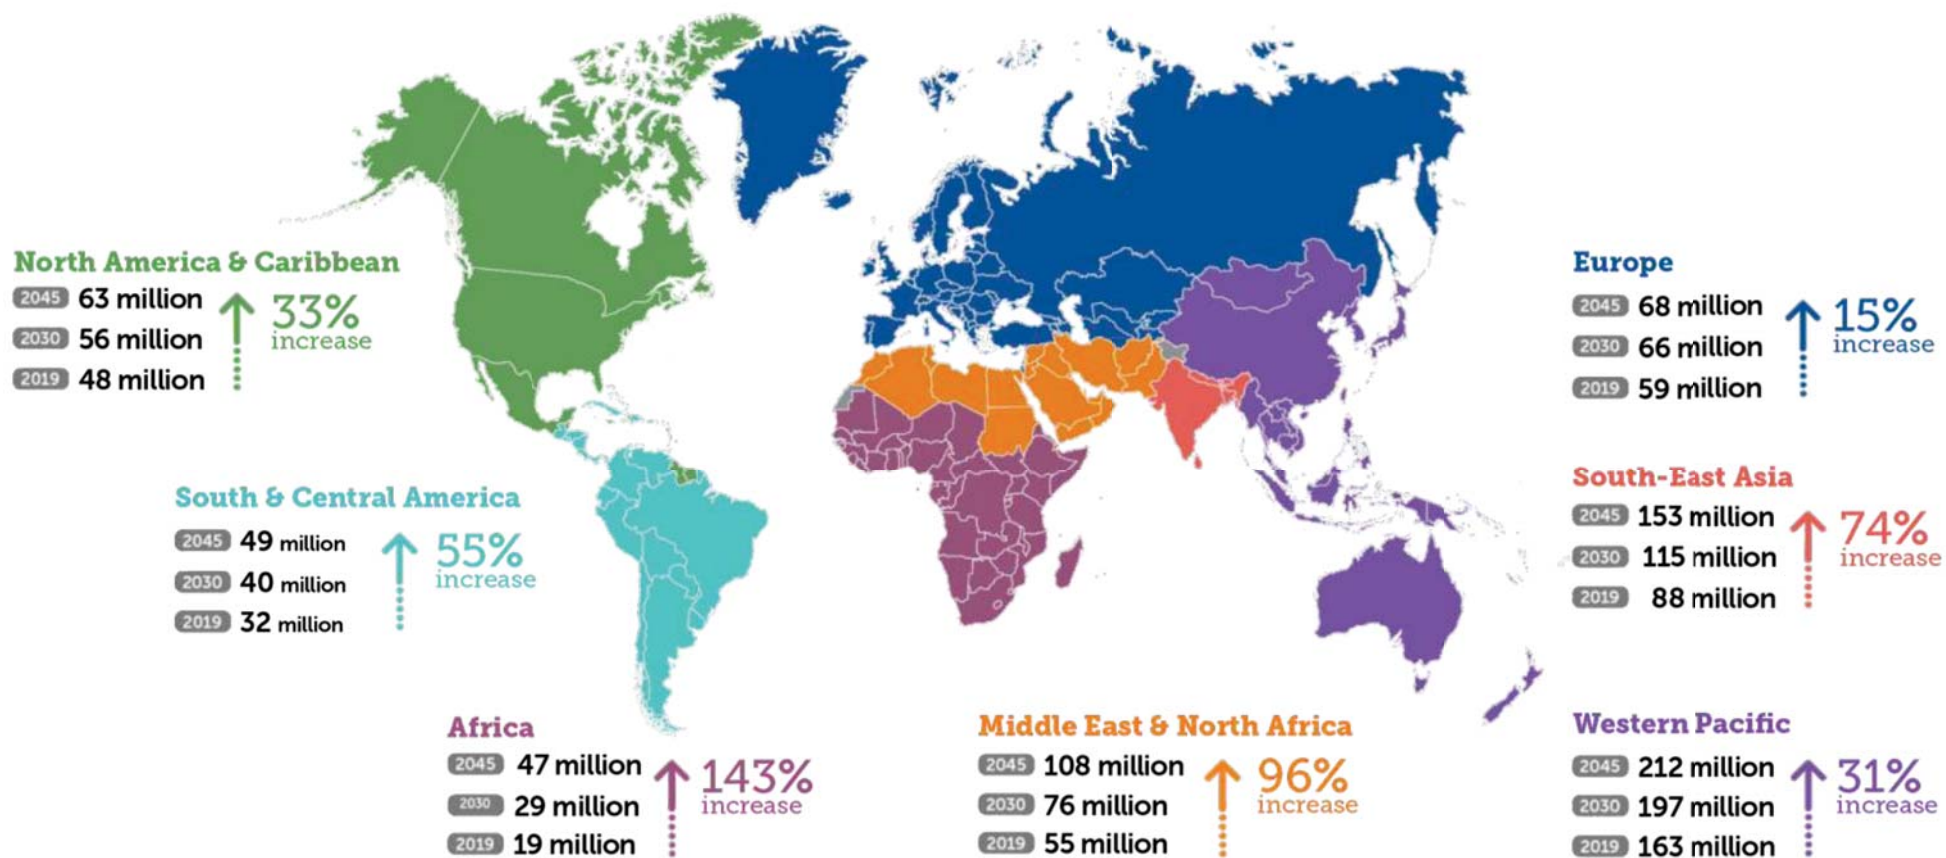 North America & Caribbean
2045 63 million
2030 56 million
2019 48 million
33%
increase
South & Central America
2045 49 million
2030 40 million
2019 32 million
55%
increase
Africa
2045 47 million
2030 29 million
2019 19 million
143%
increase
Middle East & North Africa
2045 108 million
2030 76 million
2019 55 million
96%
increase
Europe
2045 68 million
2030 66 million
2019 59 million
15%
increase
South-East Asia
2045 153 million
2030 115 million
2019 88 million
74%
increase
Western Pacific
2045 212 million
2030 197 million
2019 163 million
31%
increase